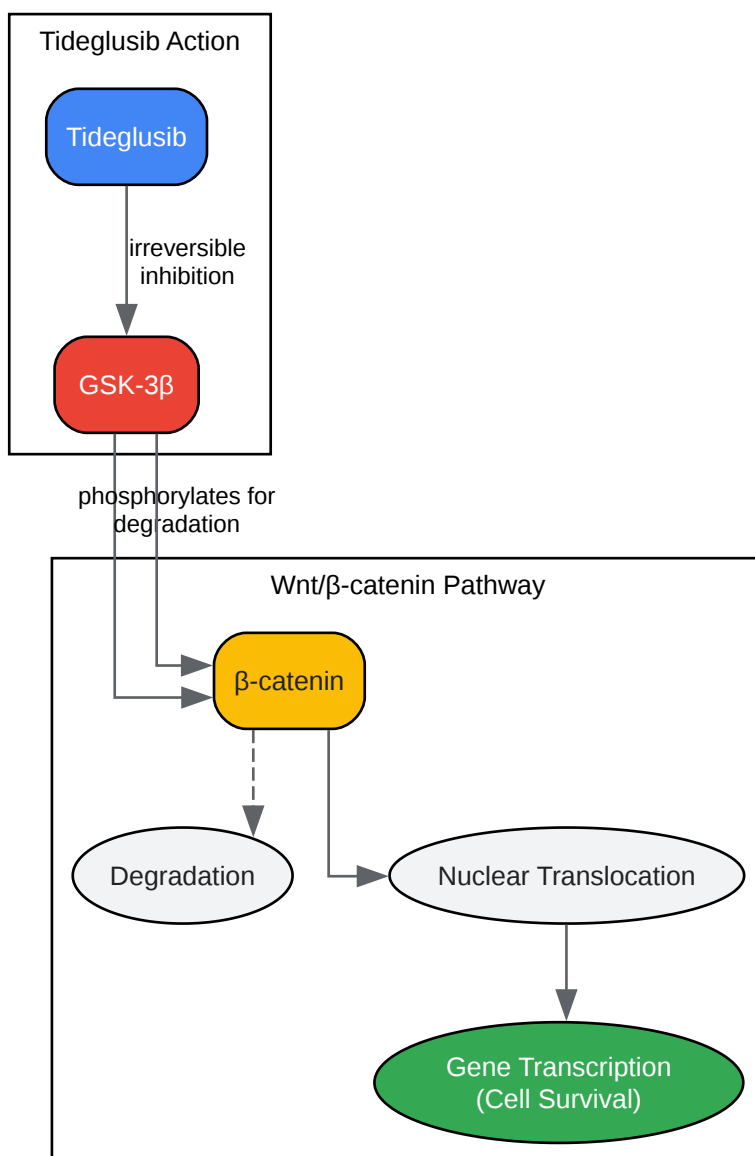 Tideglusib Action
Tideglusib
irreversible
inhibition
GSK-3β
phosphorylates for
degradation
Wnt/β-catenin Pathway
β-catenin
Degradation
Nuclear Translocation
Gene Transcription
(Cell Survival)